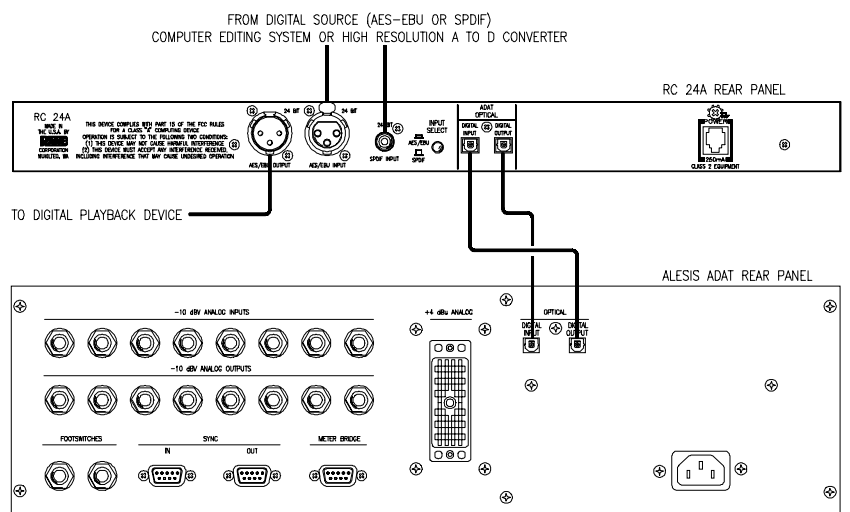 FROM DIGITAL SOURCE (AES-EBU OR SPDIF)
COMPUTER EDITING SYSTEM OR HIGH RESOLUTION A TO D CONVERTER
RC 24A REAR PANEL
RC 24A
MADE IN
THE U.S.A. BY
CORPORATION
MUKILTEO, WA
THIS DEVICE COMPLIES WITH PART 15 OF THE FCC RULES
FOR A CLASS "A" COMPUTING DEVICE
OPERATION IS SUBJECT TO THE FOLLOWING TWO CONDITIONS:
(1) THIS DEVICE MAY NOT CAUSE HARMFUL INTERFERENCE
(2) THIS DEVICE MUST ACCEPT ANY INTERFERENCE RECEIVED,
INCLUDING INTERFERENCE THAT MAY CAUSE UNDESIRED OPERATION
24 BIT
AES/EBU OUTPUT
24 BIT
AES/EBU INPUT
24 BIT
SPDIF INPUT
INPUT
SELECT
AES/EBU
SPDIF
ADAT
OPTICAL
DIGITAL
INPUT
DIGITAL
OUTPUT
POWER
250mA
CLASS 2 EQUIPMENT
TO DIGITAL PLAYBACK DEVICE
ALESIS ADAT REAR PANEL
-10 dBV ANALOG INPUTS
+4 dBu ANALOG
OPTICAL
DIGITAL
INPUT
DIGITAL
OUTPUT
-10 dBV ANALOG OUTPUTS
FOOTSWITCHES
SYNC
IN
OUT
METER BRIDGE